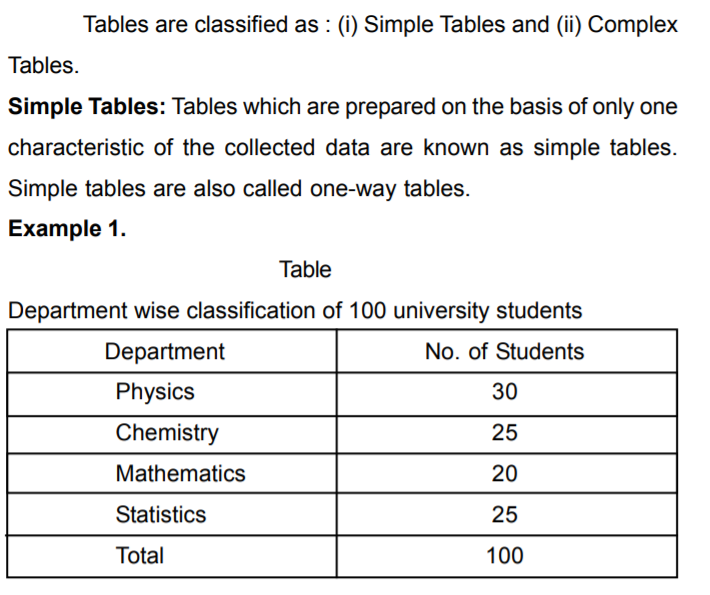 Tables are classified as : (i) Simple Tables and (ii) Complex
Tables.
Simple Tables: Tables which are prepared on the basis of only one
characteristic of the collected data are known as simple tables.
Simple tables are also called one-way tables.
Example 1.
Table
Department wise classification of 100 university students
Department No. of Students
Physics 30
Chemistry 25
Mathematics 20
Statistics 25
Total 100